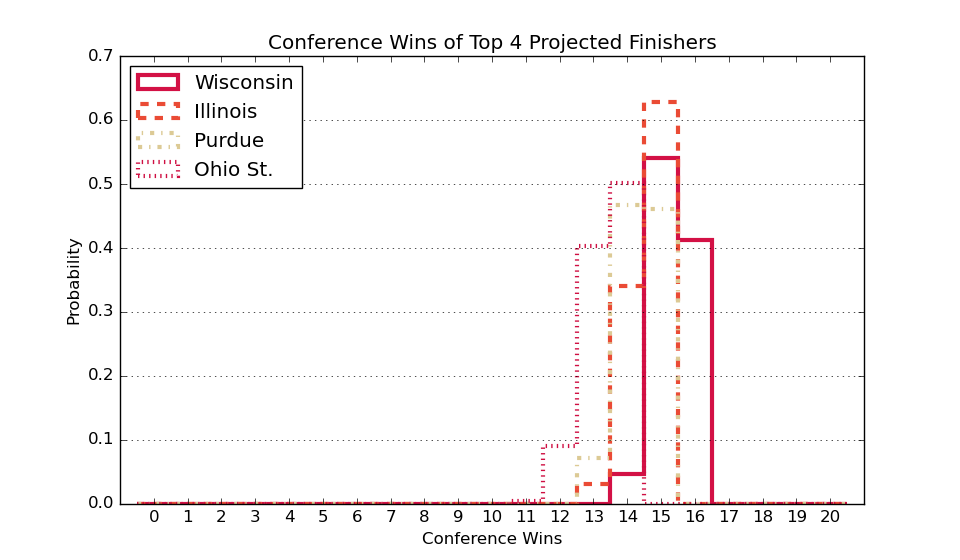 Conference Wins of Top 4 Projected Finishers
0.7
0.6
0.5
0.4
0.3
0.2
0.1
0.0
Probability
Wisconsin
Illinois
Purdue
Ohio St.
0 1 2 3 4 5 6 7 8 9 10 11 12 13 14 15 16 17 18 19 20
Conference Wins